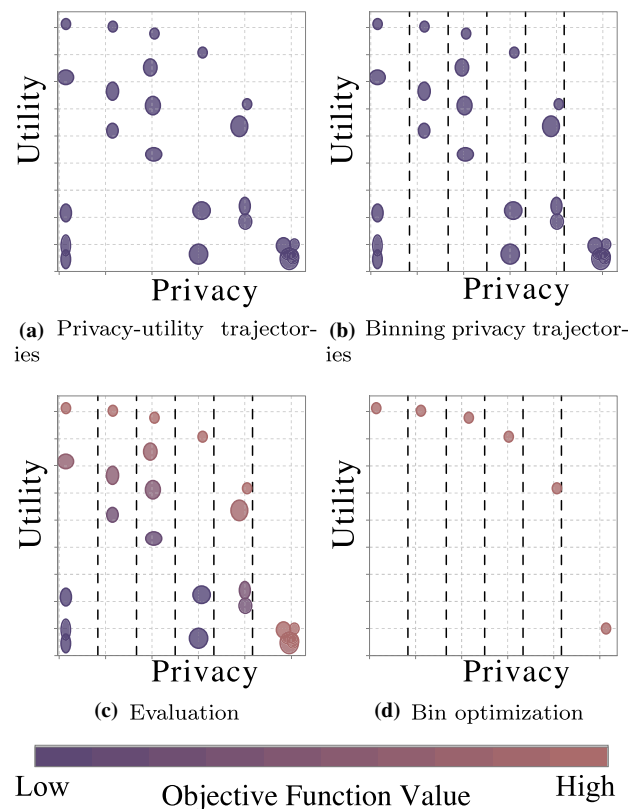 Utility
Utility
Privacy
Privacy
(a) Privacy-utility trajector-
ies
(b) Binning privacy trajector-
ies
Utility
Utility
Privacy
Privacy
(c) Evaluation
(d) Bin optimization
Low
Objective Function Value
High